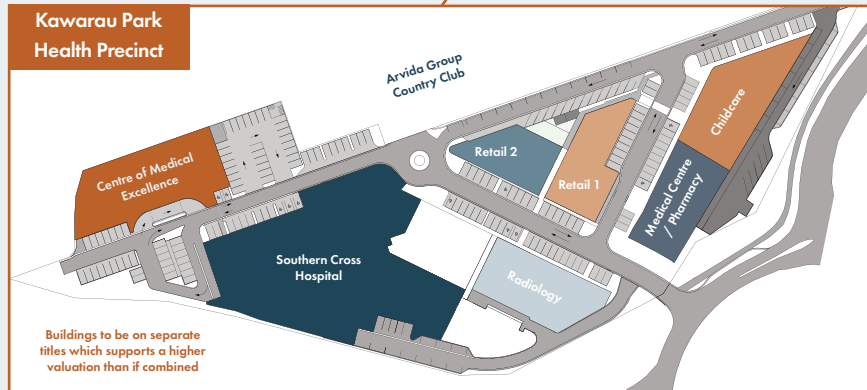 Kawarau Park
Health Precinct
Arvida Group
Country Club
Centre of Medical
Excellence
Retail 2
Retail 1
Childcare
Medical Centre
/ Pharmacy
Southern Cross
Hospital
Radiology
Buildings to be on separate
titles which supports a higher
valuation than if combined